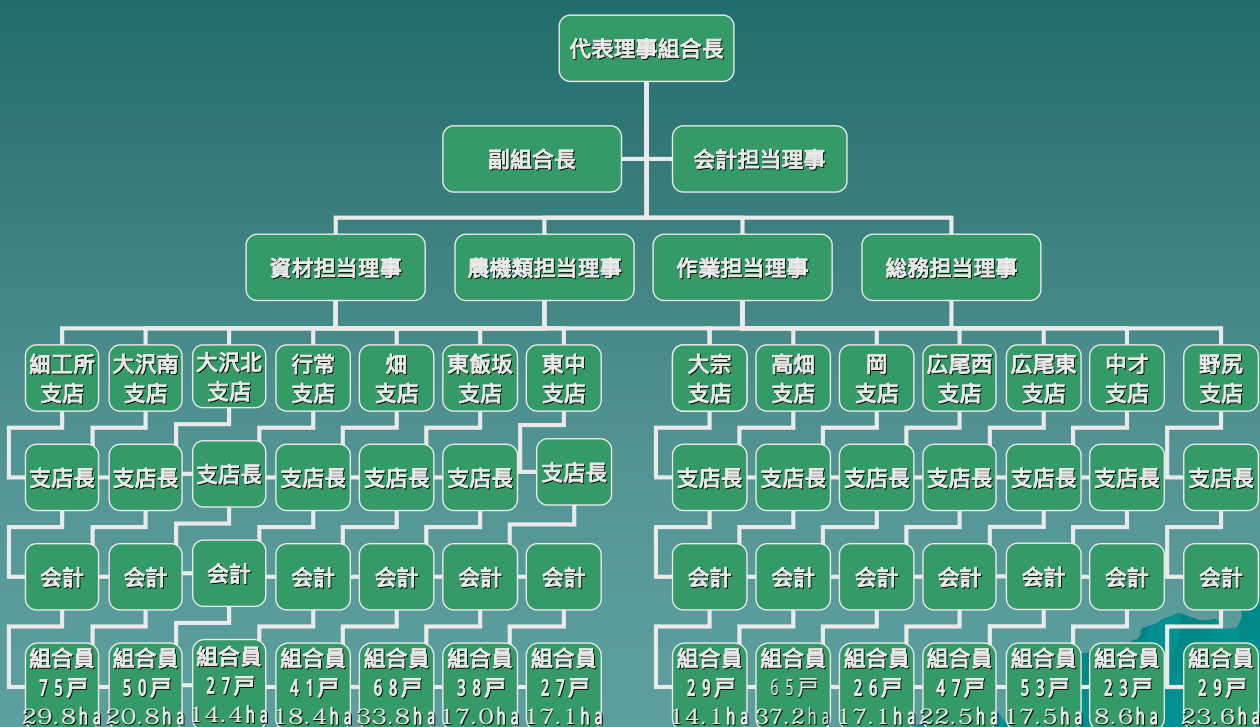 代表理事組合長
副組合長
会計担当理事
資材担当理事
農機類担当理事
作業担当理事
総務担当理事
細工所
支店
大沢南
支店
大沢北
支店
行常
支店
畑
支店
東飯坂
支店
東中
支店
大宗
支店
高畑
支店
岡
支店
広尾西
支店
広尾東
支店
中才
支店
野尻
支店
支店長
支店長
支店長
支店長
支店長
支店長
支店長
支店長
支店長
支店長
支店長
支店長
支店長
支店長
会計
会計
会計
会計
会計
会計
会計
会計
会計
会計
会計
会計
会計
会計
組合員
75戸
29.8ha
組合員
50戸
20.8ha
組合員
27戸
14.4ha
組合員
41戸
18.4ha
組合員
68戸
33.8ha
組合員
38戸
17.0ha
組合員
27戸
17.1ha
組合員
29戸
14.1ha
組合員
65戸
37.2ha
組合員
26戸
17.1ha
組合員
47戸
22.5ha
組合員
53戸
17.5ha
組合員
23戸
8.6ha
組合員
29戸
23.6ha